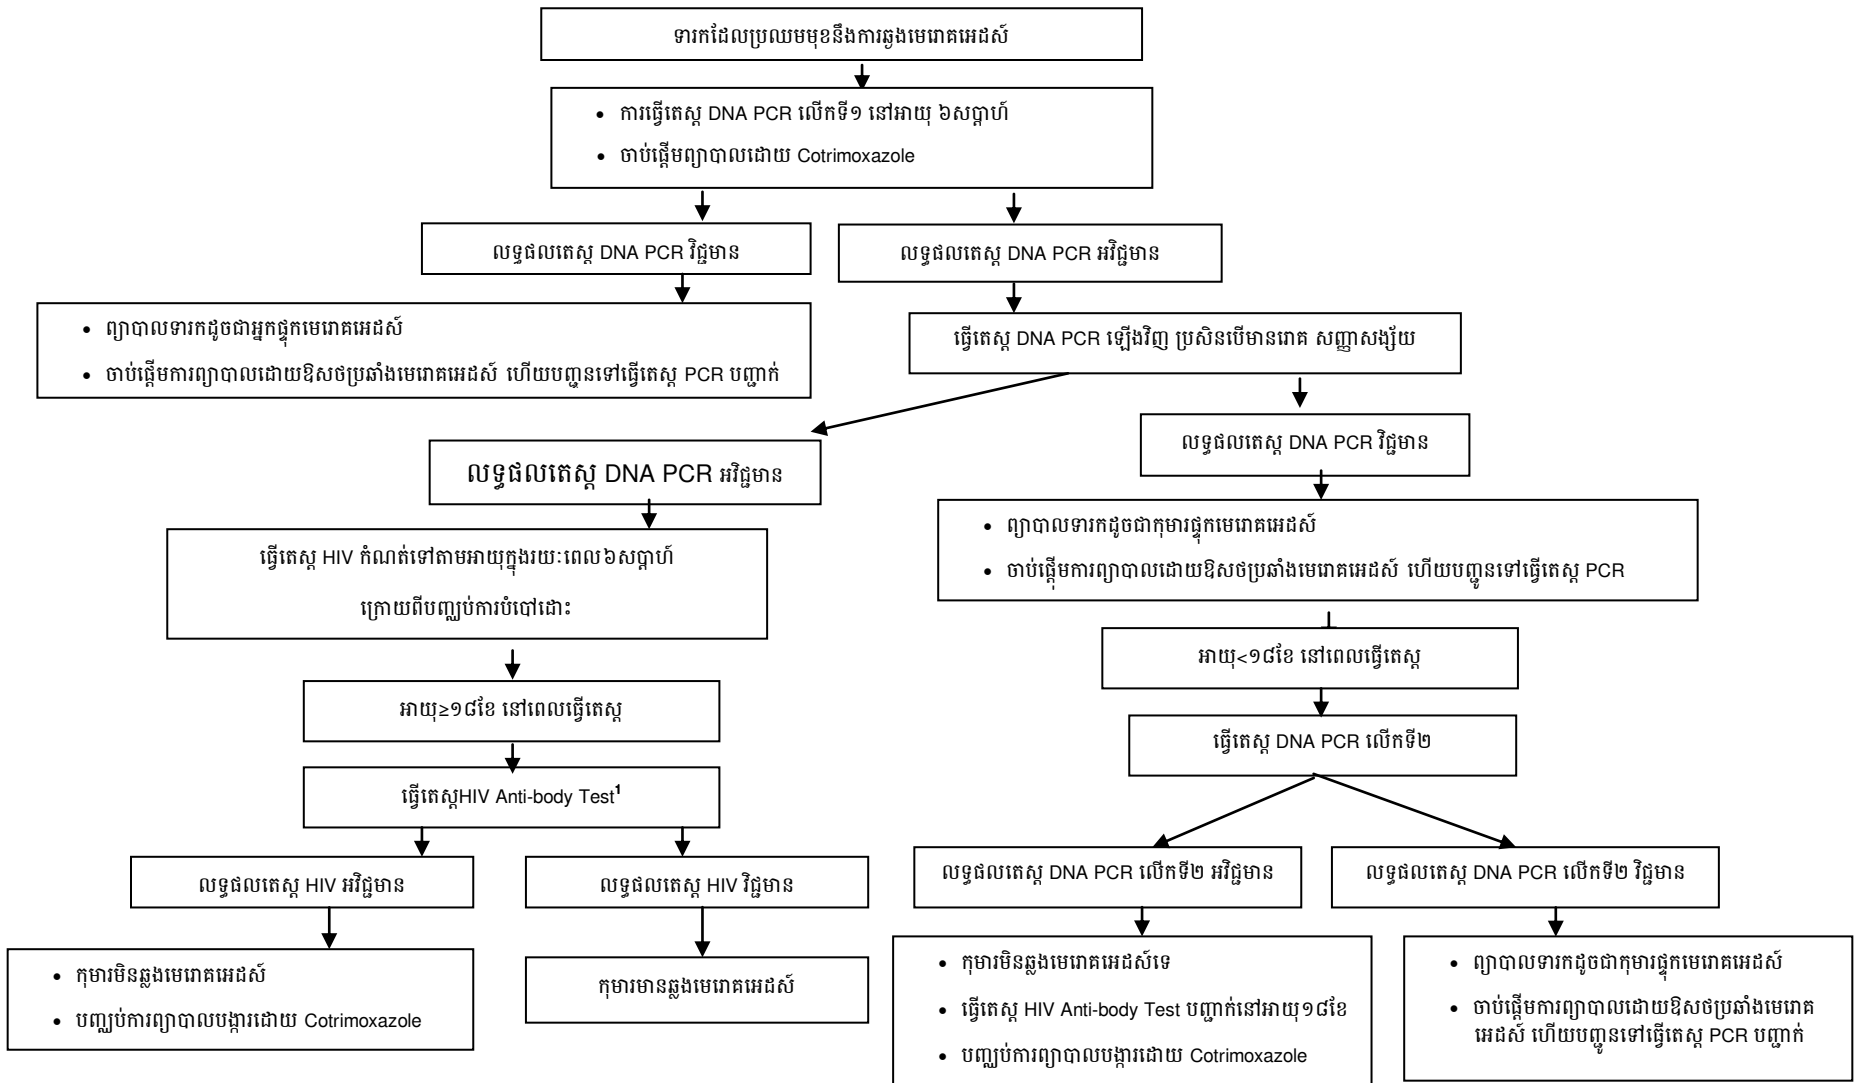 ទារកដែលប្រឈមមុខនឹងការឆ្លងមេរោគអេដស៍
• ការធ្វើតេស្ត DNA PCR លើកទី១ នៅអាយុ ៦សប្តាហ៍
• ចាប់ផ្តើមព្យាបាលដោយ Cotrimoxazole
លទ្ធផលតេស្ត DNA PCR វិជ្ជមាន
លទ្ធផលតេស្ត DNA PCR អវិជ្ជមាន
• ព្យាបាលទារកដូចជាអ្នកផ្ទុកមេរោគអេដស៍
• ចាប់ផ្តើមការព្យាបាលដោយឱសថប្រឆាំងមេរោគអេដស៍ ហើយបញ្ជូនទៅធ្វើតេស្ត PCR បញ្ជាក់
ធ្វើតេស្ត DNA PCR ឡើងវិញ ប្រសិនបើមានរោគ សញ្ញាសង្ស័យ
លទ្ធផលតេស្ត DNA PCR អវិជ្ជមាន
លទ្ធផលតេស្ត DNA PCR វិជ្ជមាន
ធ្វើតេស្ត HIV កំណត់ទៅតាមអាយុក្នុងរយៈពេល៦សប្តាហ៍
ក្រោយពីបញ្ឈប់ការបំបៅដោះ
• ព្យាបាលទារកដូចជាកុមារផ្ទុកមេរោគអេដស៍
• ចាប់ផ្តើមការព្យាបាលដោយឱសថប្រឆាំងមេរោគអេដស៍ ហើយបញ្ជូនទៅធ្វើតេស្ត PCR
អាយុ≥១៨ខែ នៅពេលធ្វើតេស្ត
អាយុ<១៨ខែ នៅពេលធ្វើតេស្ត
ធ្វើតេស្តHIV Anti-body Test¹
ធ្វើតេស្ត DNA PCR លើកទី២
លទ្ធផលតេស្ត HIV អវិជ្ជមាន
លទ្ធផលតេស្ត HIV វិជ្ជមាន
លទ្ធផលតេស្ត DNA PCR លើកទី២ អវិជ្ជមាន
លទ្ធផលតេស្ត DNA PCR លើកទី២ វិជ្ជមាន
• កុមារមិនឆ្លងមេរោគអេដស៍
• បញ្ឈប់ការព្យាបាលបង្ការដោយ Cotrimoxazole
កុមារមានឆ្លងមេរោគអេដស៍
• កុមារមិនឆ្លងមេរោគអេដស៍ទេ
• ធ្វើតេស្ត HIV Anti-body Test បញ្ជាក់នៅអាយុ១៨ខែ
• បញ្ឈប់ការព្យាបាលបង្ការដោយ Cotrimoxazole
• ព្យាបាលទារកដូចជាកុមារផ្ទុកមេរោគអេដស៍
• ចាប់ផ្តើមការព្យាបាលដោយឱសថប្រឆាំងមេរោគ
អេដស៍ ហើយបញ្ជូនទៅធ្វើតេស្ត PCR បញ្ជាក់